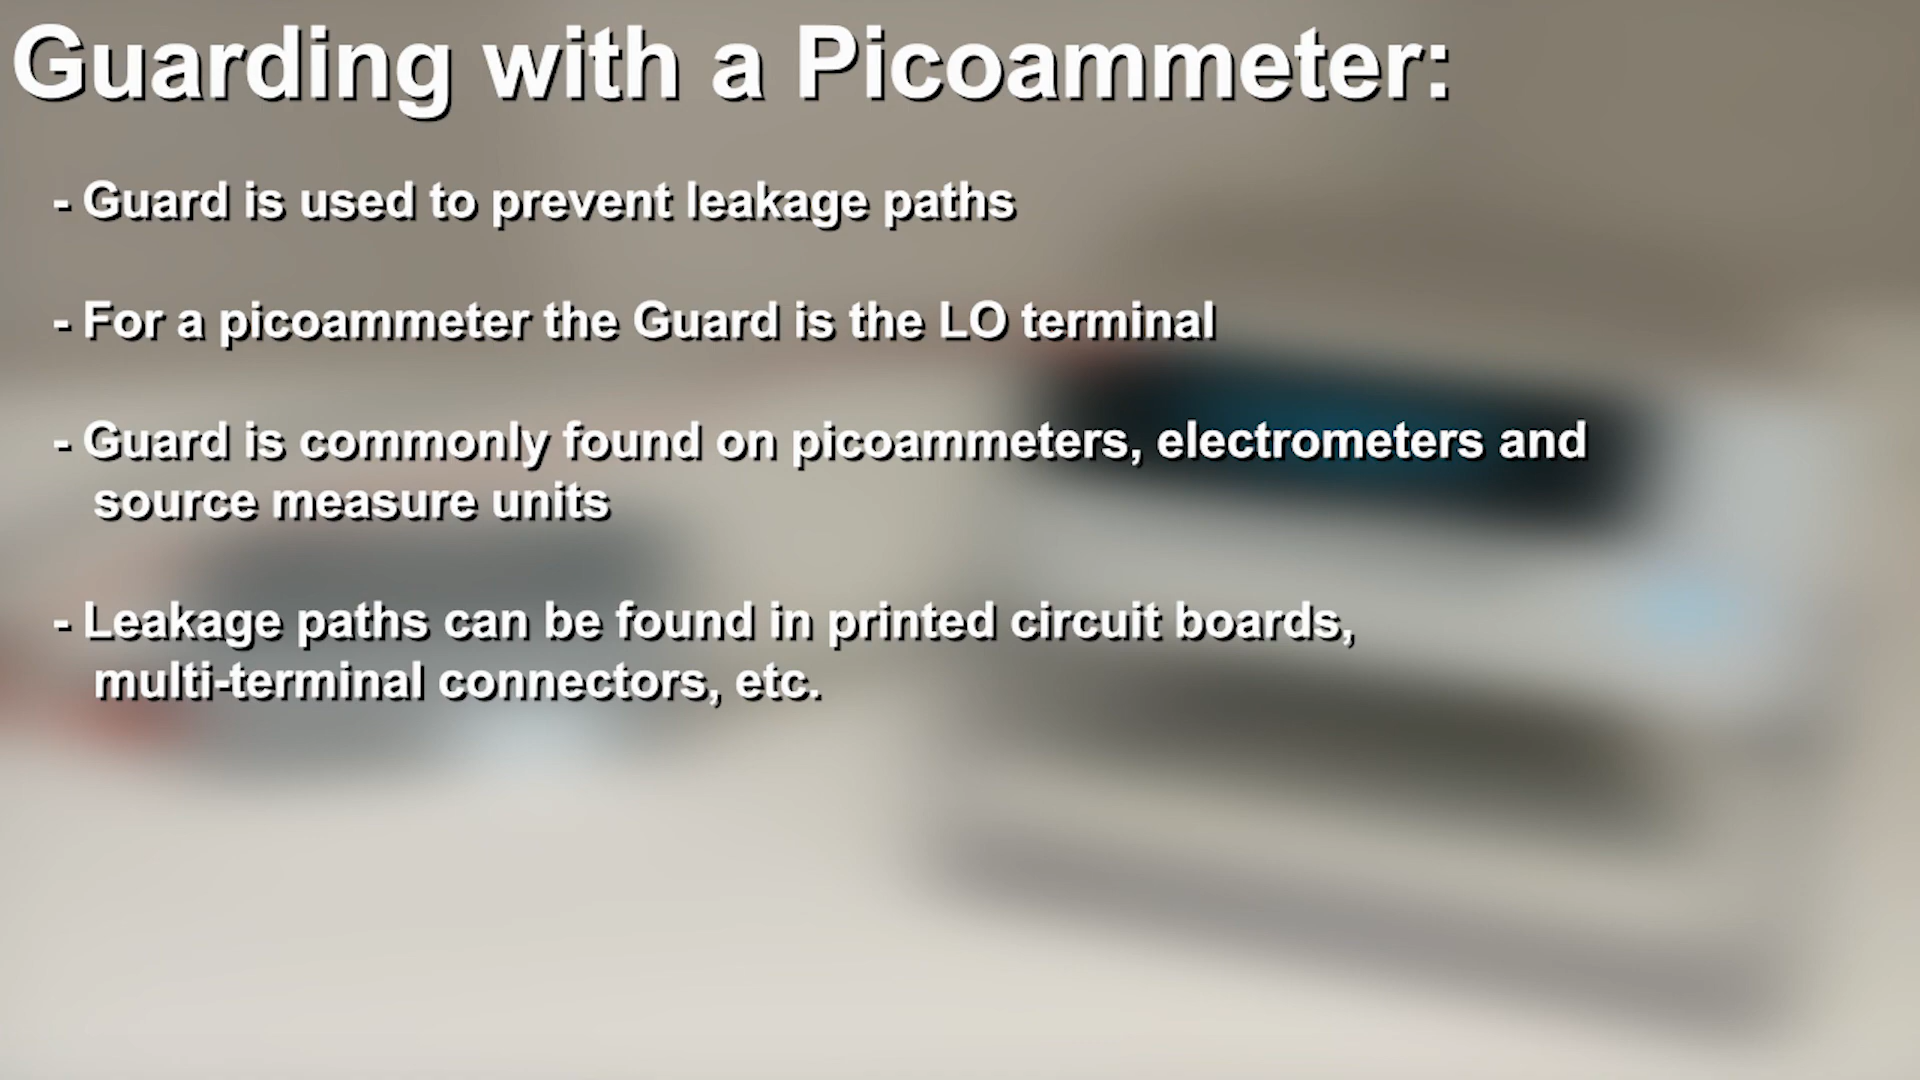 Guarding with a Picoammeter:
- Guard is used to prevent leakage paths
- For a picoammeter the Guard is the LO terminal
- Guard is commonly found on picoammeters, electrometers and
source measure units
- Leakage paths can be found in printed circuit boards,
multi-terminal connectors, etc.